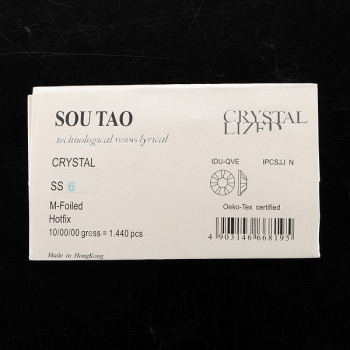 SOU TAO
technological TURNS lyrical
CRYSTAL
LIZED
CRYSTAL
SS 6
M-Foiled
Hotfix
10/00/00 gross = 1,440 pcs
Made in HongKong
IDU-QVE IPCSJJ N
Oeko-Tex certified
4 903146 668195